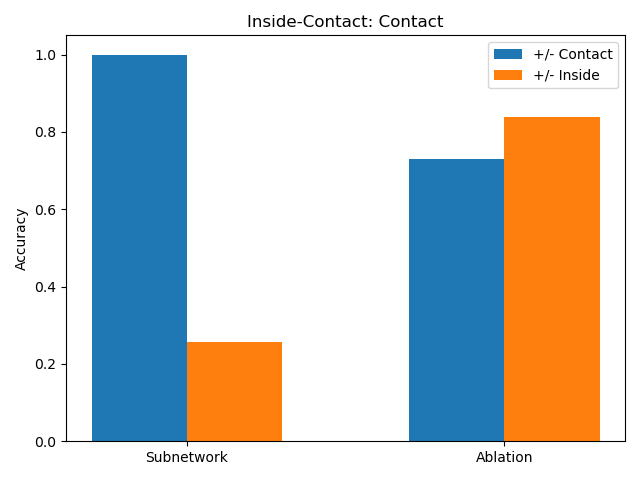 Inside-Contact: Contact
+/- Contact
+/- Inside
Accuracy
1.0
0.8
0.6
0.4
0.2
0.0
Subnetwork
Ablation